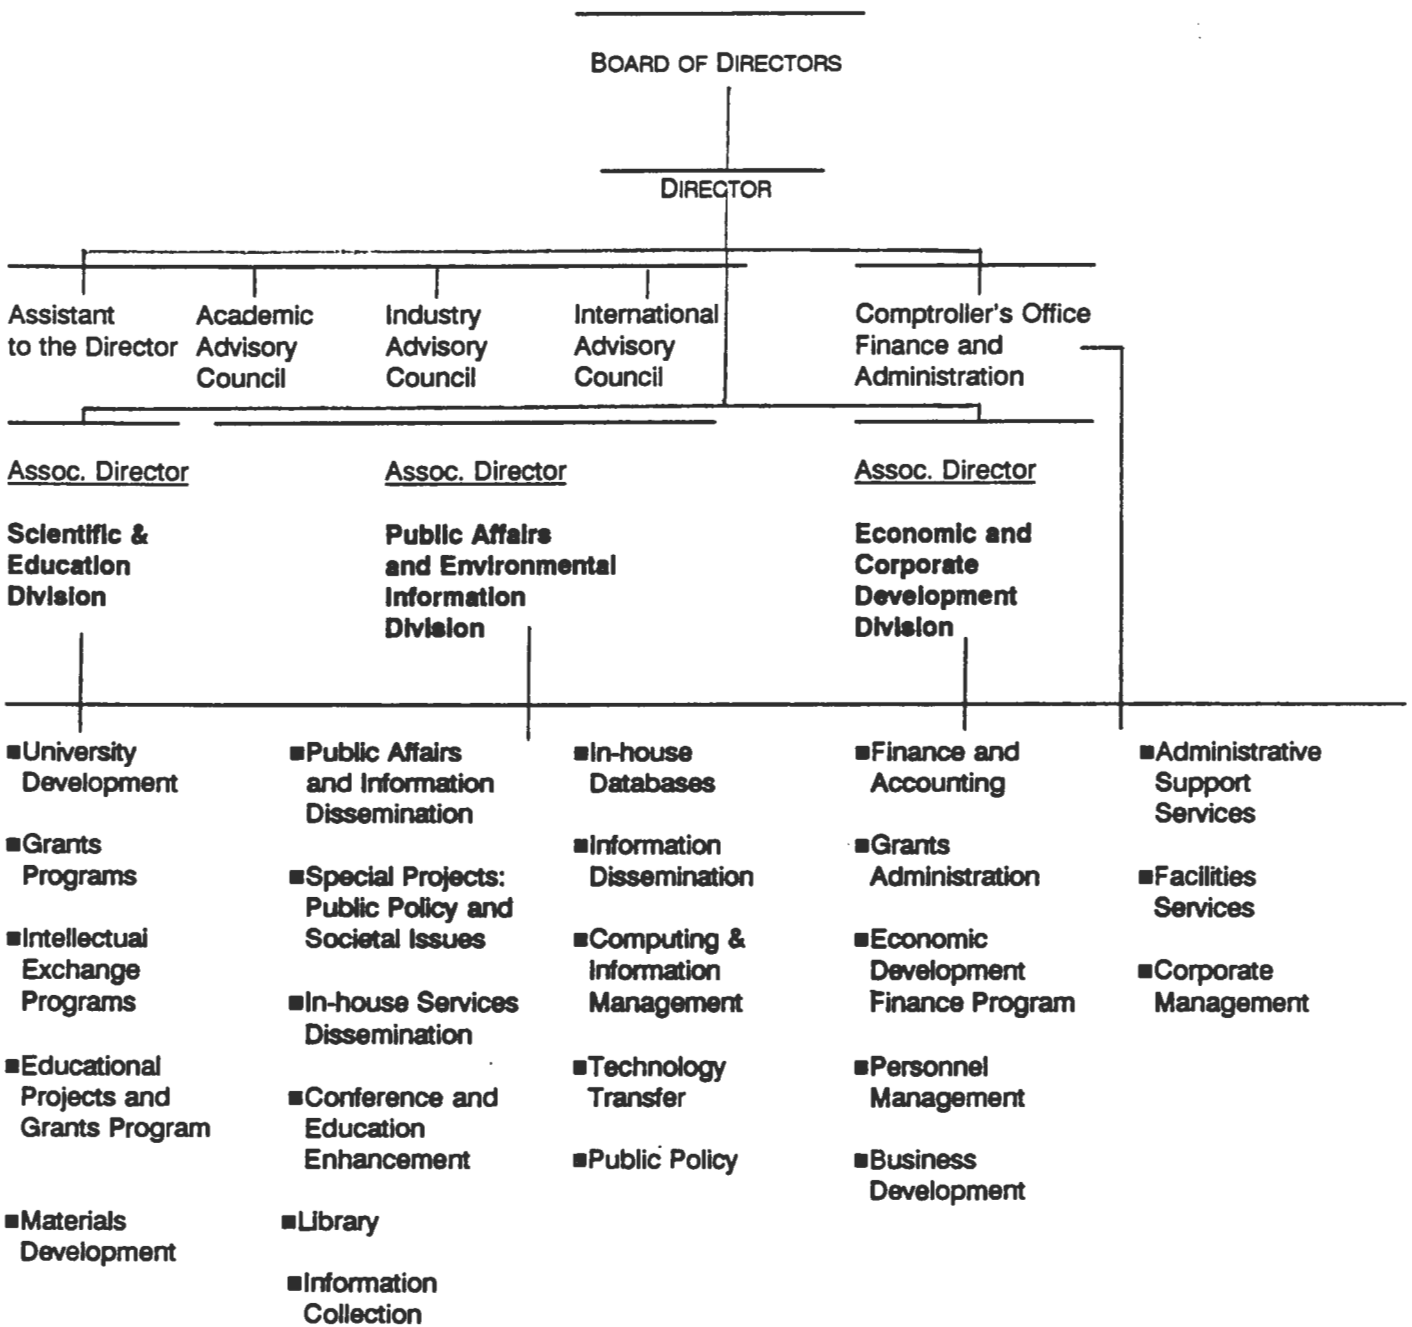 BOARD OF DIRECTORS
DIRECTOR
Assistant
to the Director
Academic
Advisory
Council
Industry
Advisory
Council
International
Advisory
Council
Comptroller's Office
Finance and
Administration
Assoc. Director
Scientific &
Education
Division
Assoc. Director
Public Affairs
and Environmental
Information
Division
Assoc. Director
Economic and
Corporate
Development
Division
■University
Development
■Grants
Programs
■Intellectual
Exchange
Programs
■Educational
Projects and
Grants Program
■Materials
Development
■Public Affairs
and Information
Dissemination
■Special Projects:
Public Policy and
Societal Issues
■In-house Services
Dissemination
■Conference and
Education
Enhancement
■Library
■Information
Collection
■In-house
Databases
■Information
Dissemination
■Computing &
Information
Management
■Technology
Transfer
■Public Policy
■Finance and
Accounting
■Grants
Administration
■Economic
Development
Finance Program
■Personnel
Management
■Business
Development
■Administrative
Support
Services
■Facilities
Services
■Corporate
Management